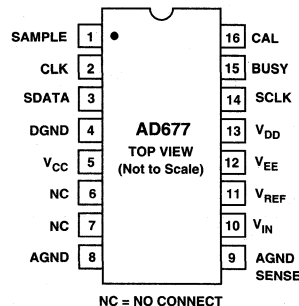 SAMPLE 1 16 CAL
CLK 2 15 BUSY
SDATA 3 14 SCLK
DGND 4 AD677 13 VDD
TOP VIEW
VCC 5 (Not to Scale) 12 VEE
NC 6 11 VREF
NC 7 10 VIN
AGND 8 9 AGND
SENSE
NC = NO CONNECT